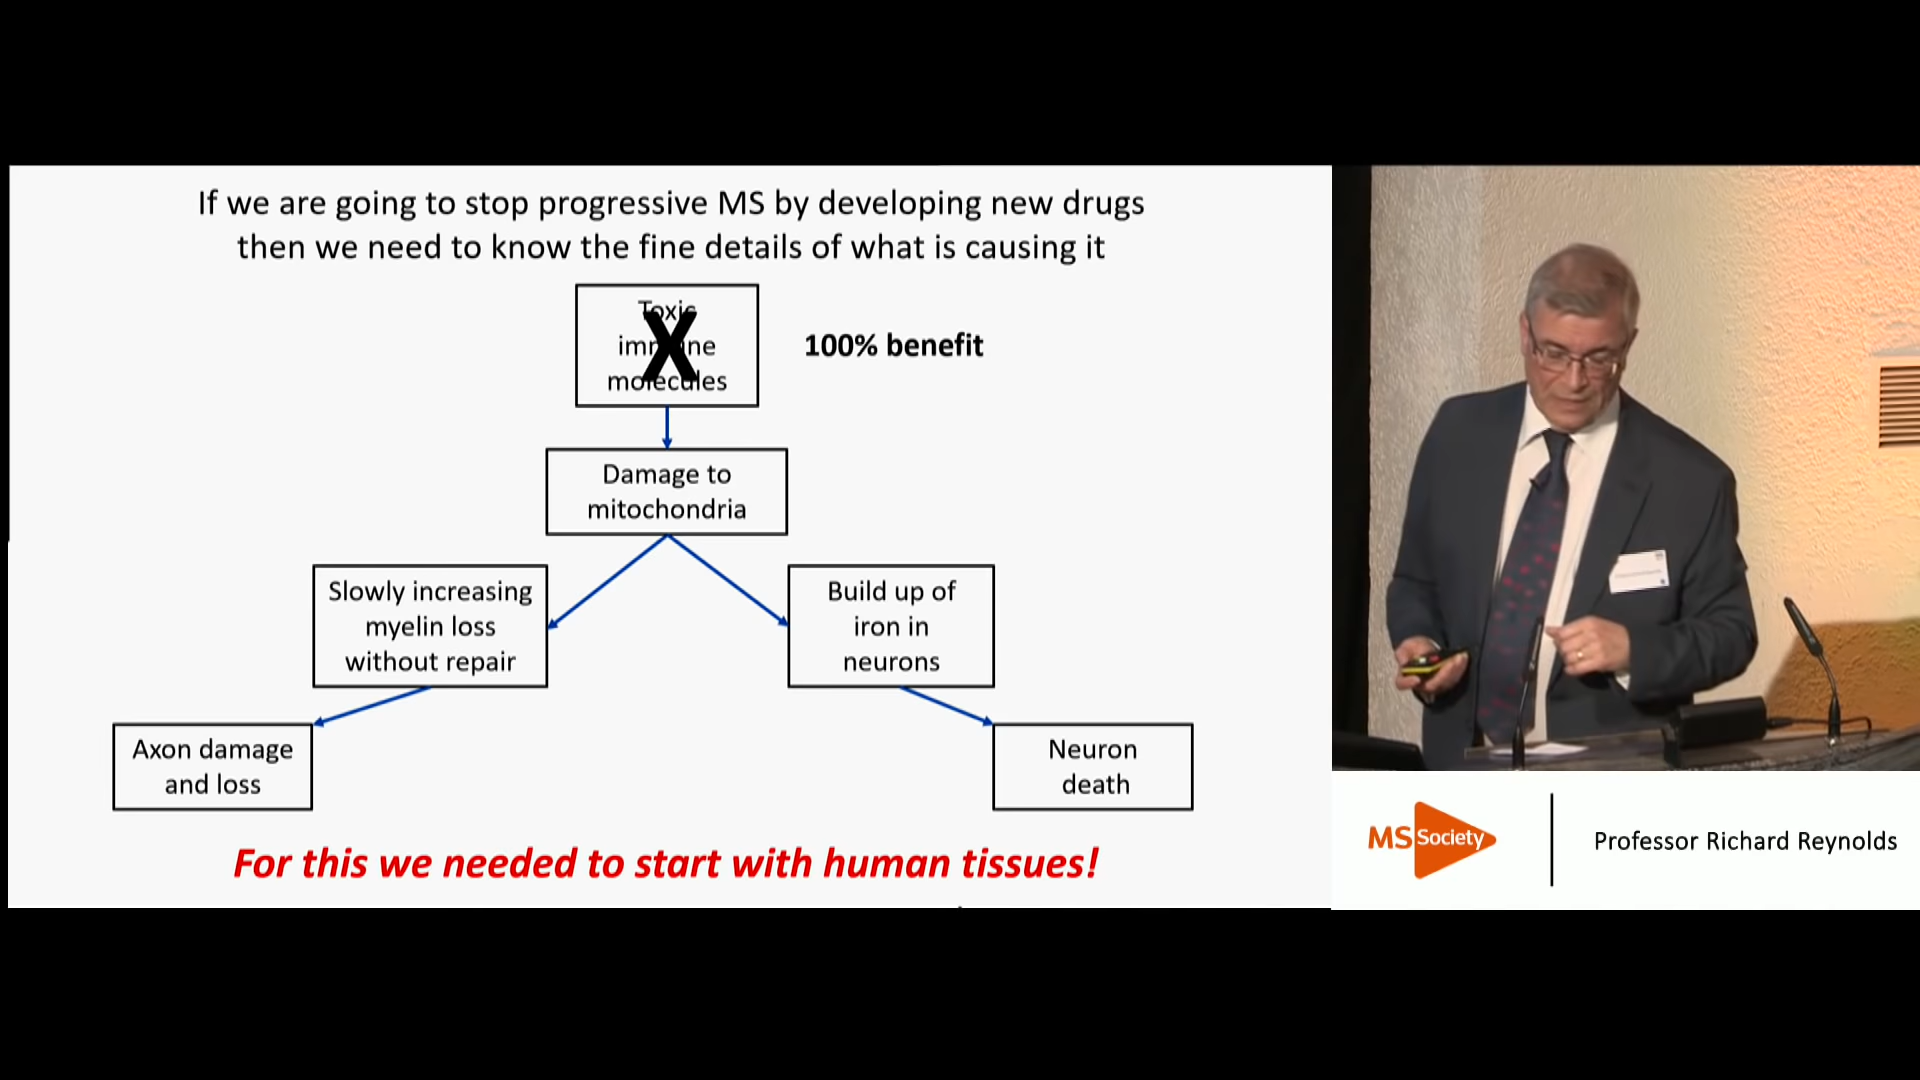 If we are going to stop progressive MS by developing new drugs
then we need to know the fine details of what is causing it
Toxic
immune
molecules
X
100% benefit
Damage to
mitochondria
Slowly increasing
myelin loss
without repair
Build up of
iron in
neurons
Axon damage
and loss
Neuron
death
For this we needed to start with human tissues!
MS Society
Professor Richard Reynolds